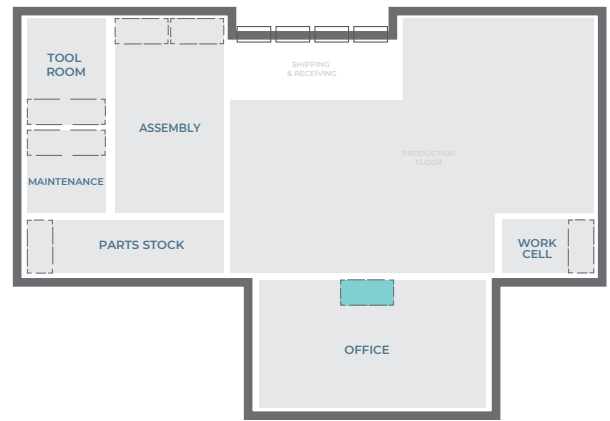 TOOL
ROOM
SHIPPING
& RECEIVING
ASSEMBLY
PRODUCTION
FLOOR
MAINTENANCE
PARTS STOCK
WORK
CELL
OFFICE